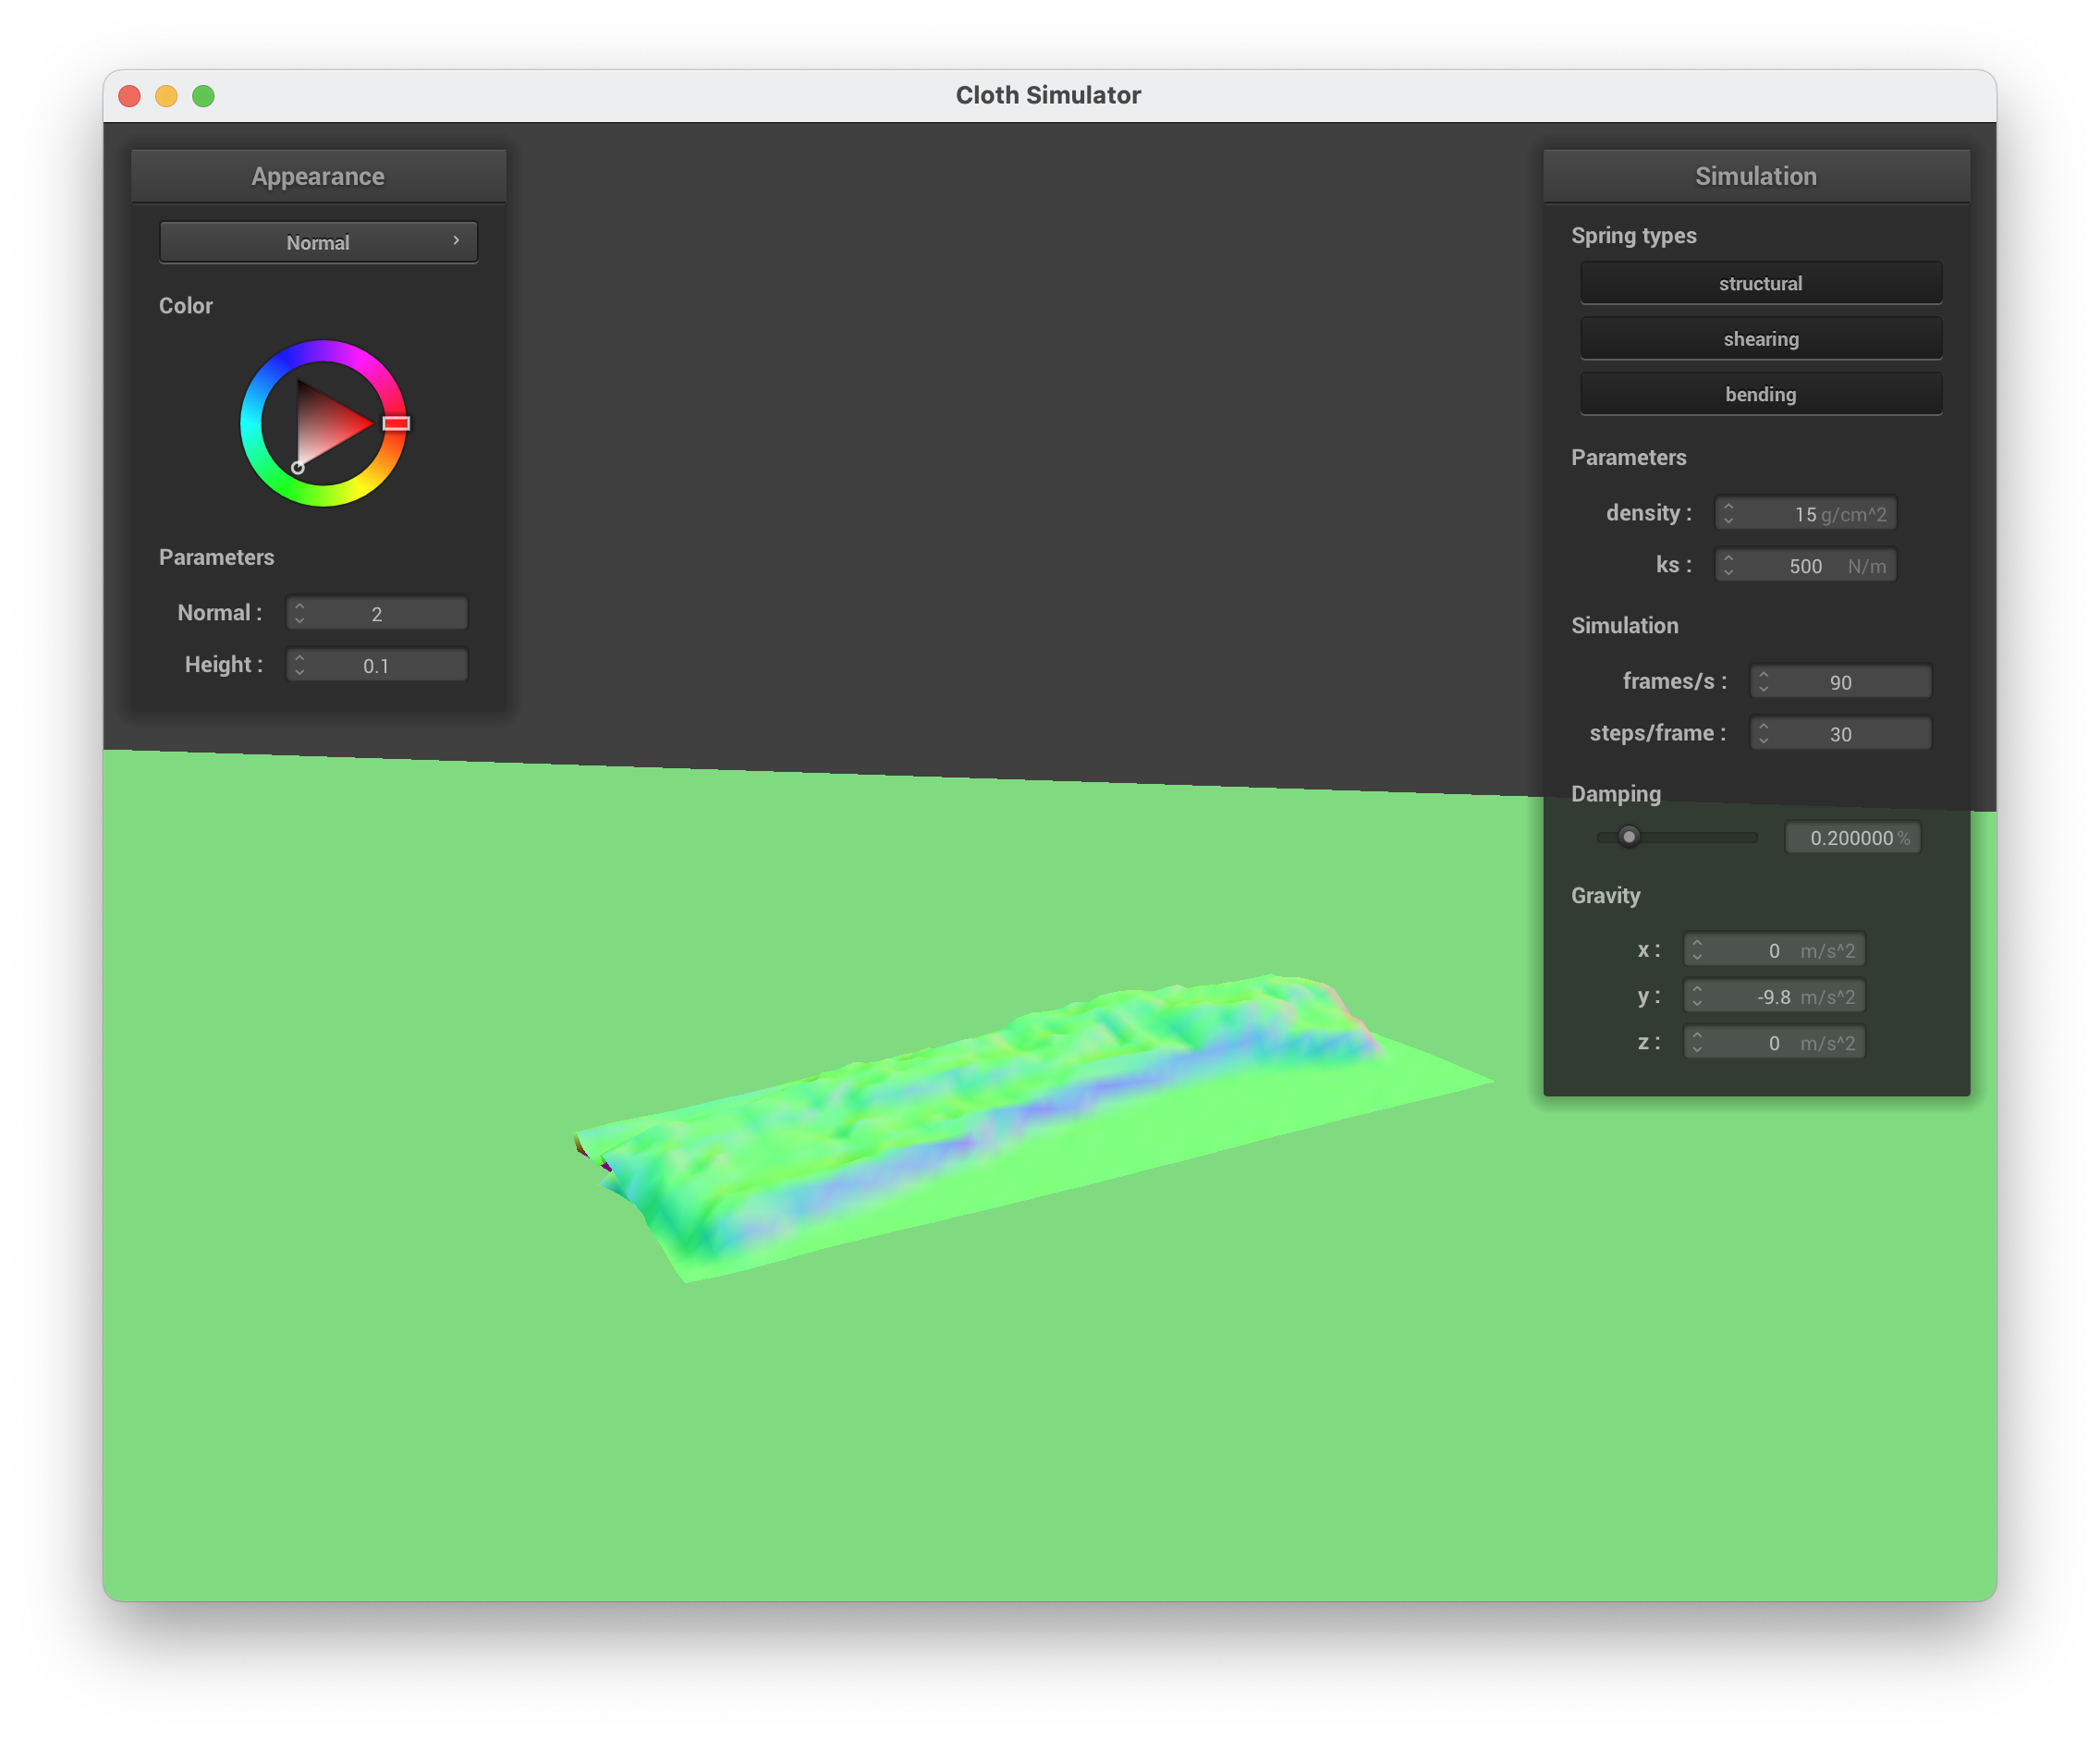 Cloth Simulator
Appearance
Normal
Color
Parameters
Normal : 2
Height : 0.1
Simulation
Spring types
structural
shearing
bending
Parameters
density : 15 g/cm^2
ks : 500 N/m
Simulation
frames/s : 90
steps/frame : 30
Damping
0.200000 %
Gravity
x : 0 m/s^2
y : -9.8 m/s^2
z : 0 m/s^2